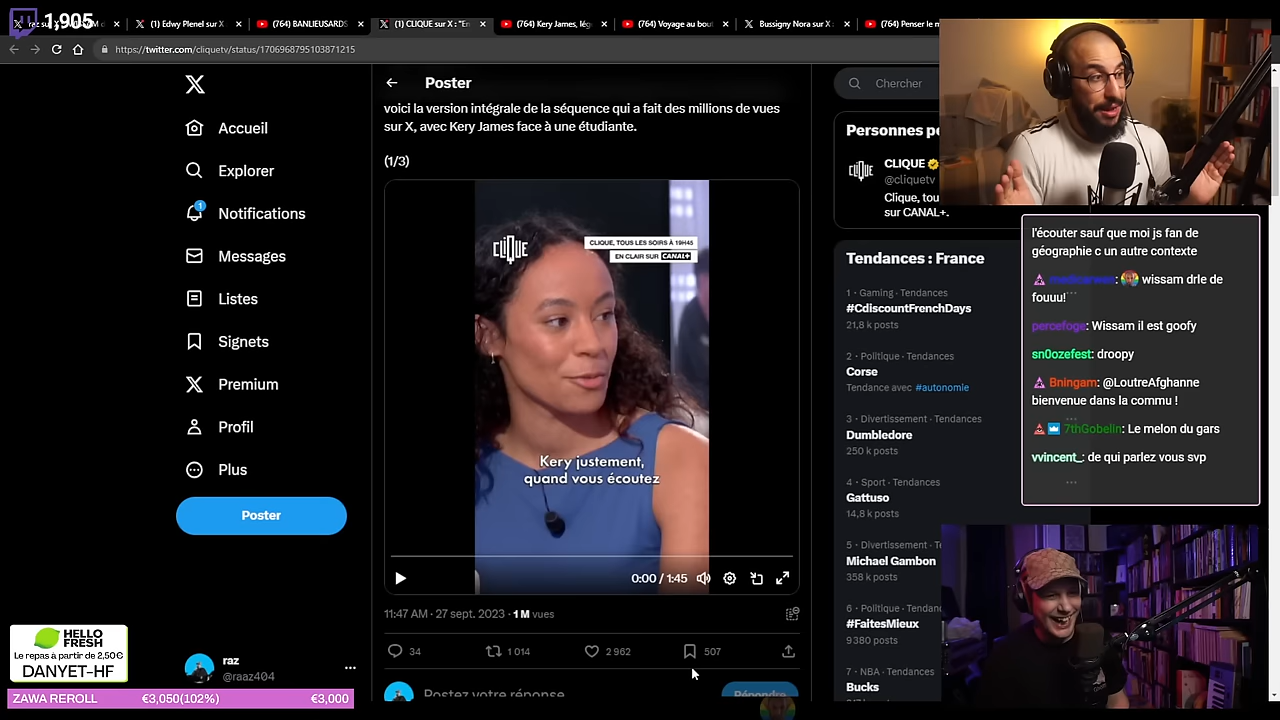 1,905
(1) Edwy Plenel sur X
(764) BANLIEUSARDS
(1) CLIQUE sur X : "En
(764) Kery James, lég
(764) Voyage au bout
Bussigny Nora sur X
(764) Penser le m
https://twitter.com/cliquetv/status/1706968795103871215
Accueil
Explorer
1
Notifications
Messages
Listes
Signets
Premium
Profil
Plus
Poster
raz
@raaz404
HELLO
FRESH
Le repas à partir de 2,50€
DANYET-HF
ZAWA REROLL €3,050(102%) €3,000
Poster
voici la version intégrale de la séquence qui a fait des millions de vues
sur X, avec Kery James face à une étudiante.
(1/3)
CLIQUE
CLIQUE, TOUS LES SOIRS À 19H45
EN CLAIR SUR CANAL+
Kery justement,
quand vous écoutez
0:00 / 1:45
11:47 AM · 27 sept. 2023 · 1 M vues
34 1 014 2 962 507
Postez votre réponse
Répondre
Chercher
Personnes pe
CLIQUE
@cliquetv
Clique, tou
sur CANAL+.
Tendances : France
1 · Gaming · Tendances
#CdiscountFrenchDays
21,8 k posts
2 · Politique · Tendances
Corse
Tendance avec #autonomie
3 · Divertissement · Tendances
Dumbledore
250 k posts
4 · Sport · Tendances
Gattuso
14,8 k posts
5 · Divertissement · T
Michael Gambon
358 k posts
6 · Politique · Tendanc
#FaitesMieux
9 380 posts
7 · NBA · Tendances
Bucks
l'écouter sauf que moi js fan de
géographie c un autre contexte
: wissam drle de
fouuu!
percefoge: Wissam il est goofy
sn0ozefest: droopy
Bningam: @LoutreAfghanne
bienvenue dans la commu !
7thGobelin: Le melon du gars
vvincent_: de qui parlez vous svp